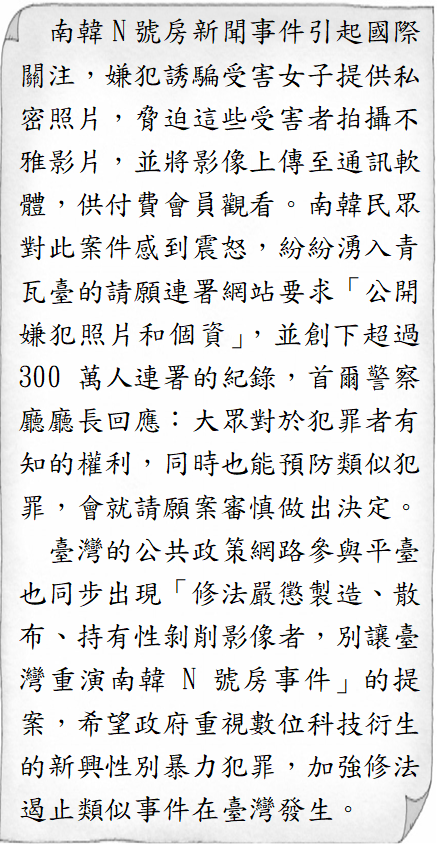 南韓 N 號房新聞事件引起國際
關注，嫌犯誘騙受害女子提供私
密照片，脅迫這些受害者拍攝不
雅影片，並將影像上傳至通訊軟
體，供付費會員觀看。南韓民眾
對此案件感到震怒，紛紛湧入青
瓦臺的請願連署網站要求「公開
嫌犯照片和個資」，並創下超過
300 萬人連署的紀錄，首爾警察
廳廳長回應：大眾對於犯罪者有
知的權利，同時也能預防類似犯
罪，會就請願案審慎做出決定。
臺灣的公共政策網路參與平臺
也同步出現「修法嚴懲製造、散
布、持有性剝削影像者，別讓臺
灣重演南韓 N 號房事件」的提
案，希望政府重視數位科技衍生
的新興性別暴力犯罪，加強修法
遏止類似事件在臺灣發生。